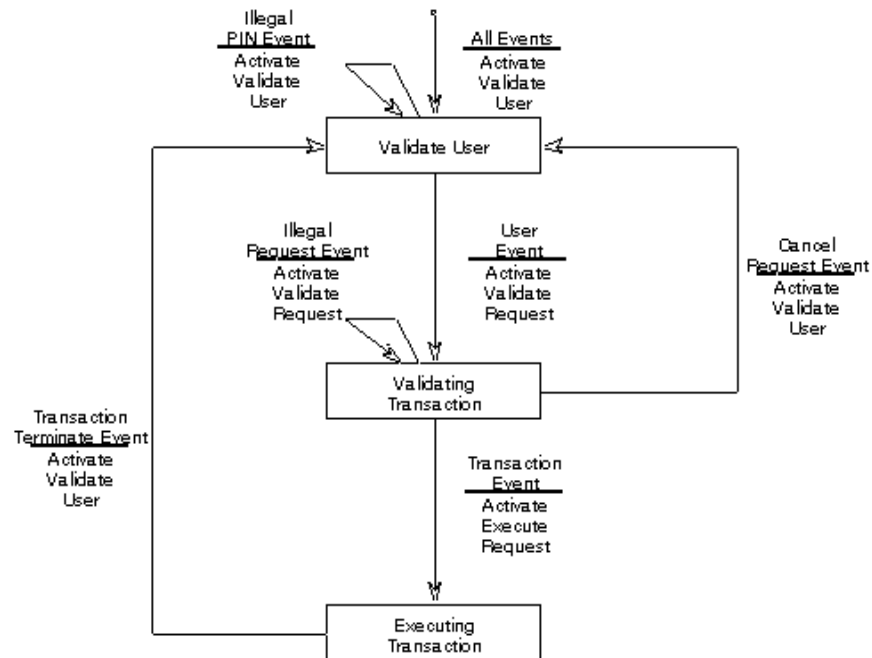 Illegal
PIN Event
Activate
Validate
User
All Events
Activate
Validate
User
Validate User
Illegal
Request Event
Activate
Validate
Request
User
Event
Activate
Validate
Request
Cancel
Request Event
Activate
Validate
User
Validating
Transaction
Transaction
Terminate Event
Activate
Validate
User
Transaction
Event
Activate
Execute
Request
Executing
Transaction